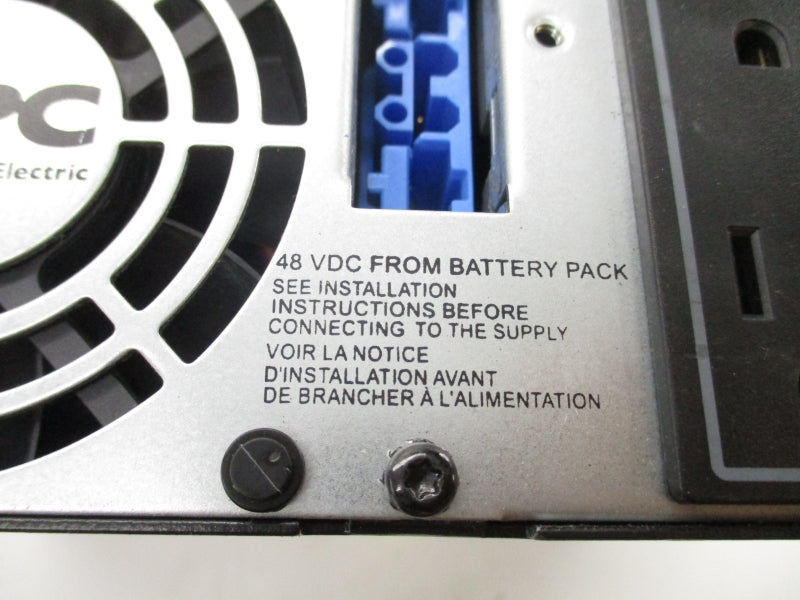 PC
Electric
48 VDC FROM BATTERY PACK
SEE INSTALLATION
INSTRUCTIONS BEFORE
CONNECTING TO THE SUPPLY
VOIR LA NOTICE
D'INSTALLATION AVANT
DE BRANCHER À L'ALIMENTATION